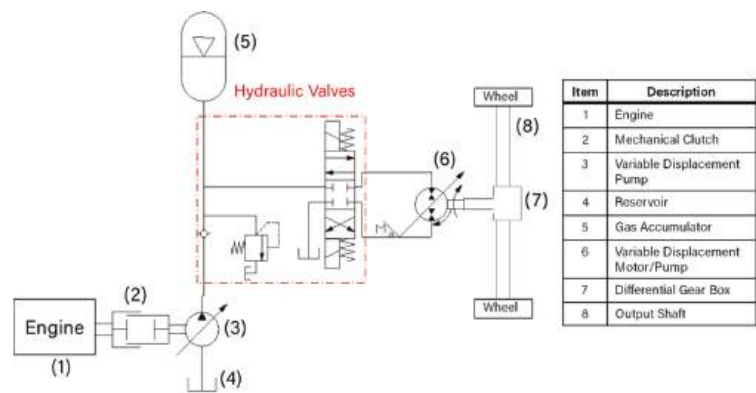 (5)
Hydraulic Valves
Wheel
(8)
(6)
(7)
M
(2)
Engine
(1)
(3)
(4)
Wheel
Item Description
1 Engine
2 Mechanical Clutch
3 Variable Displacement
Pump
4 Reservoir
5 Gas Accumulator
6 Variable Displacement
Motor/Pump
7 Differential Gear Box
8 Output Shaft